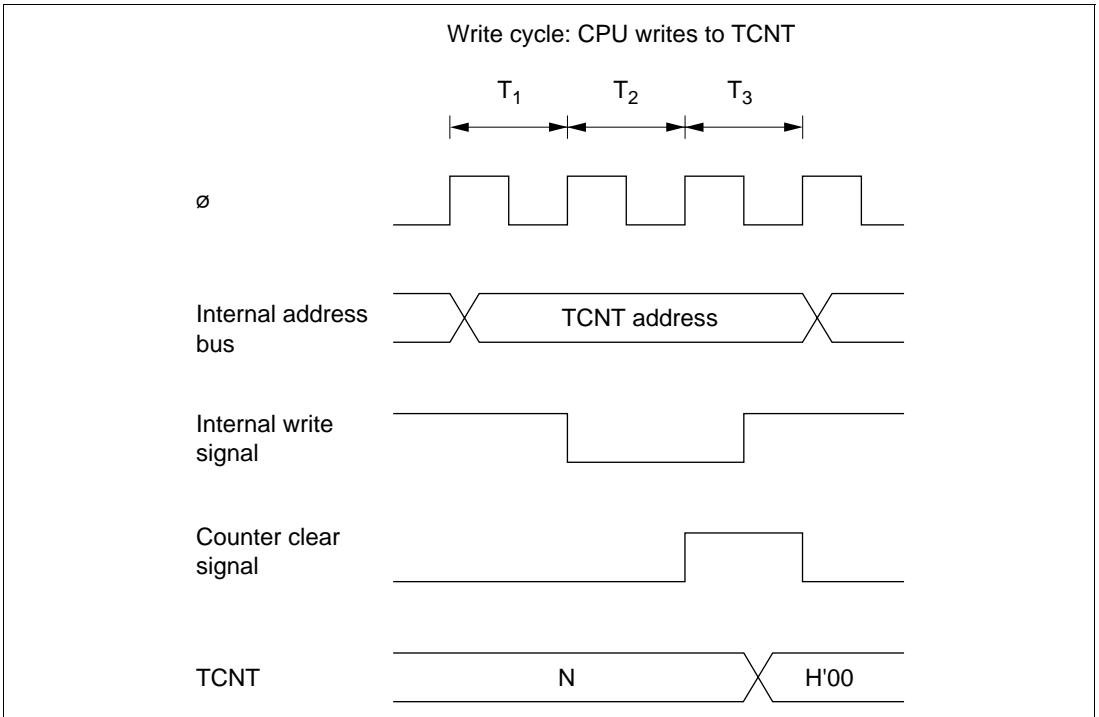 Write cycle: CPU writes to TCNT
T1 T2 T3
ø
Internal address
bus
TCNT address
Internal write
signal
Counter clear
signal
TCNT
N
H'00